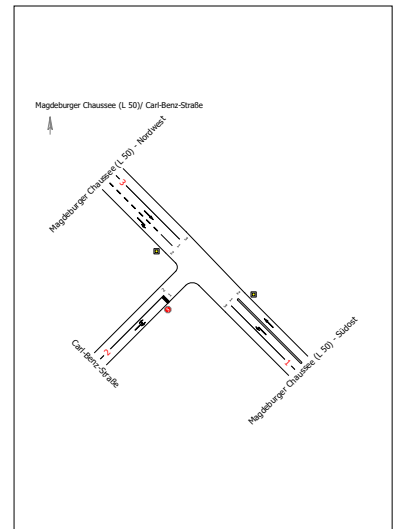 Magdeburger Chaussee (L 50)/ Carl-Benz-Straße
Magdeburger Chaussee (L 50) - Nordwest
3
Carl-Benz-Straße
2
1
Magdeburger Chaussee (L 50) - Südost